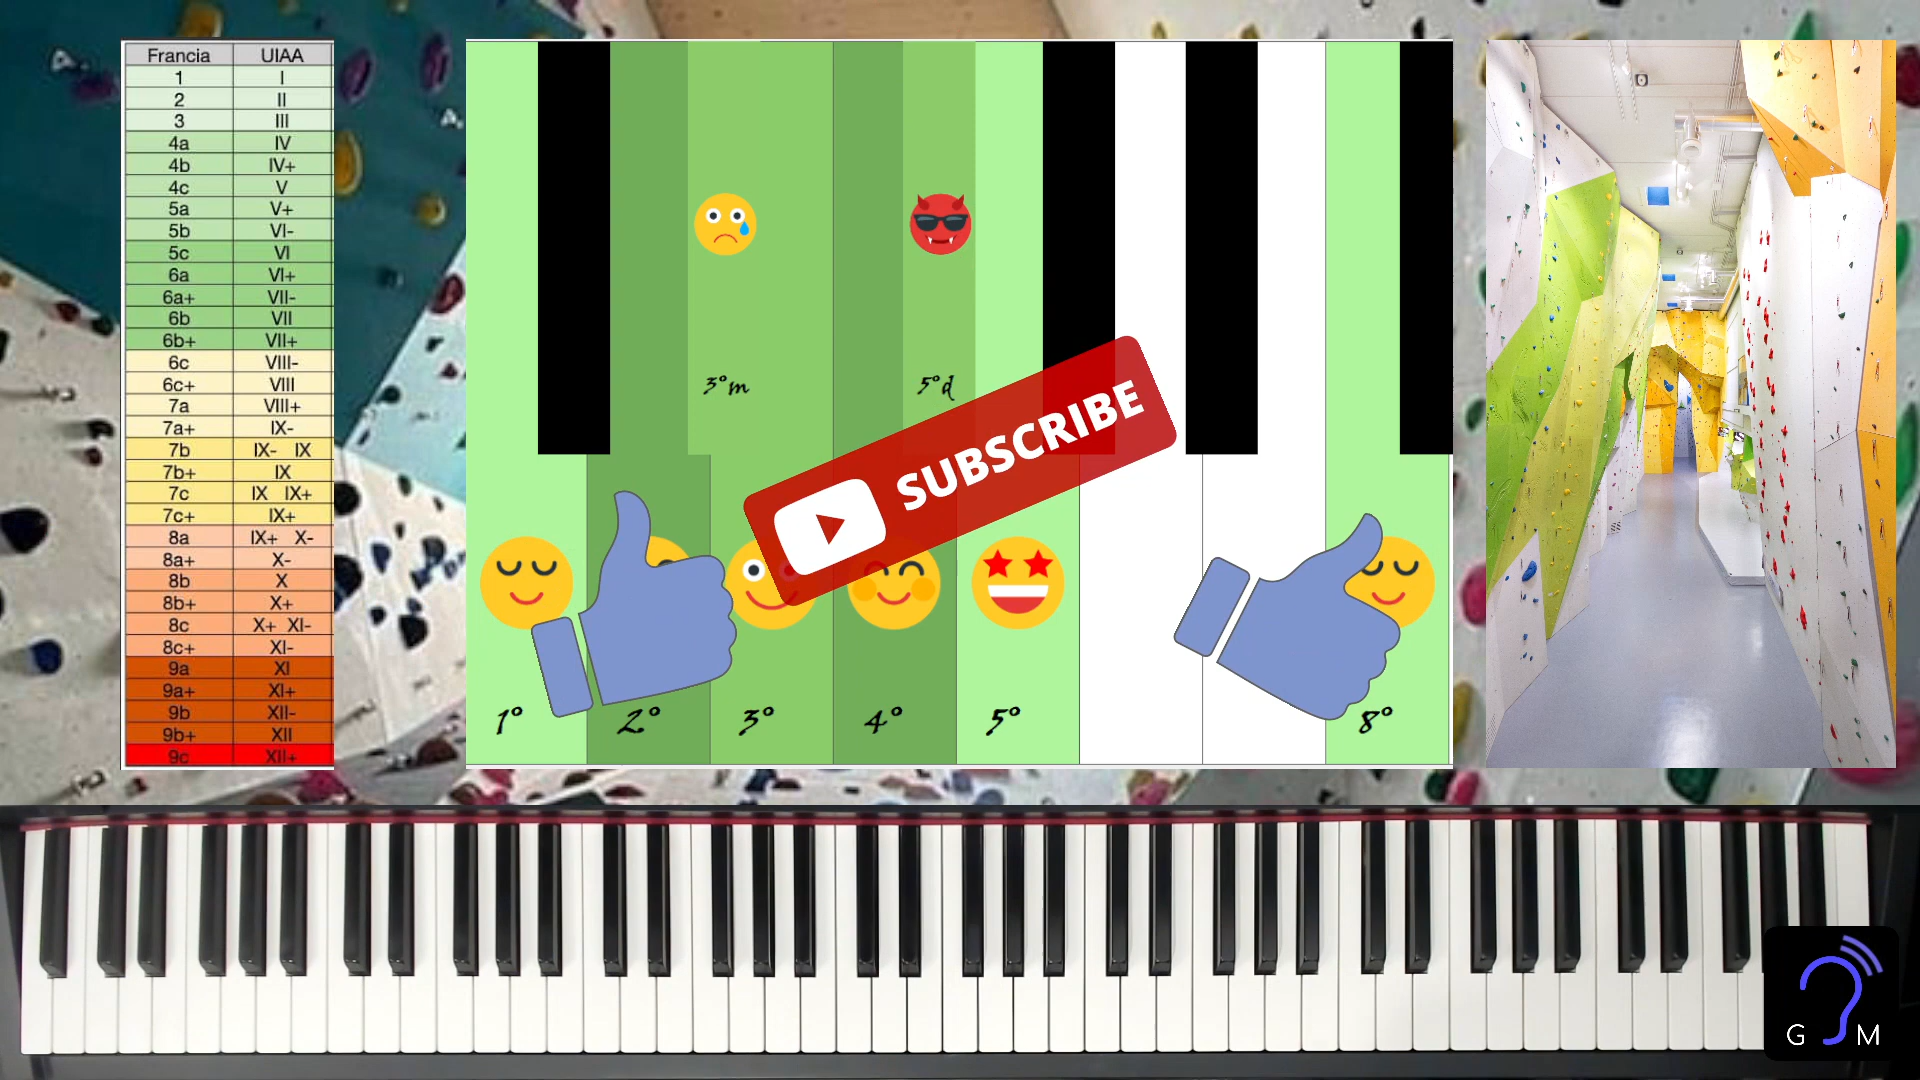 Francia UIAA
1 I
2 II
3 III
4a IV
4b IV+
4c V
5a V+
5b VI-
5c VI
6a VI+
6a+ VII-
6b VII
6b+ VII+
6c VIII-
6c+ VIII
7a VIII+
7a+ IX-
7b IX- IX
7b+ IX
7c IX IX+
7c+ IX+
8a IX+ X-
8a+ X-
8b X
8b+ X+
8c X+ XI-
8c+ XI-
9a XI
9a+ XI+
9b XII-
9b+ XII
9c XII+
3°m 5°d
SUBSCRIBE
1° 2° 3° 4° 5° 8°
G M